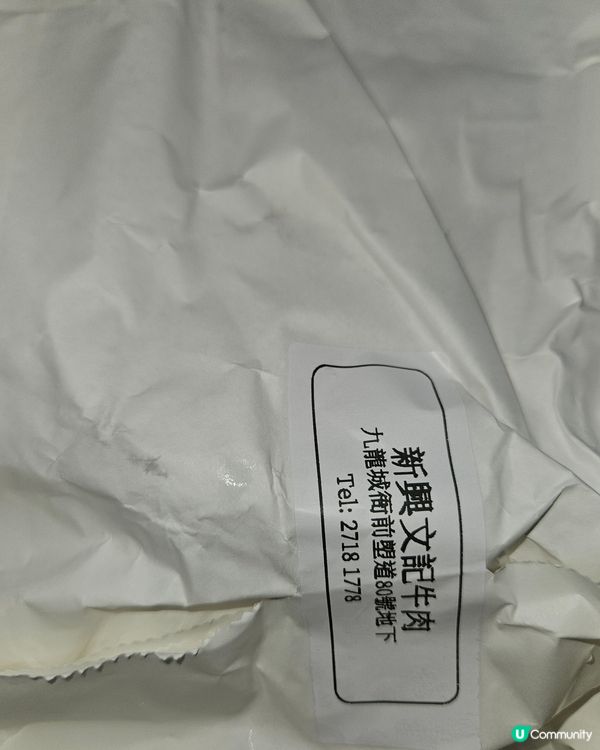 新興文記牛肉
九龍城衙前塱道80號地下
Tel: 2718 1778
U Community